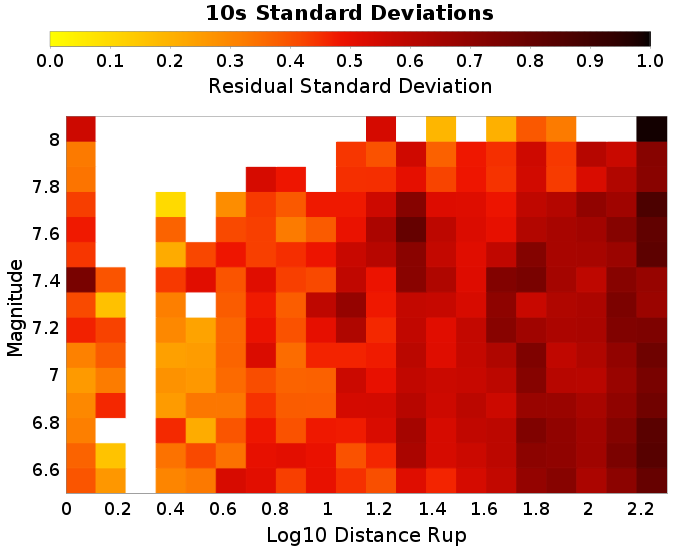 10s Standard Deviations
0.0 0.1 0.2 0.3 0.4 0.5 0.6 0.7 0.8 0.9 1.0
Residual Standard Deviation
Magnitude
8
7.8
7.6
7.4
7.2
7
6.8
6.6
0 0.2 0.4 0.6 0.8 1 1.2 1.4 1.6 1.8 2 2.2
Log10 Distance Rup